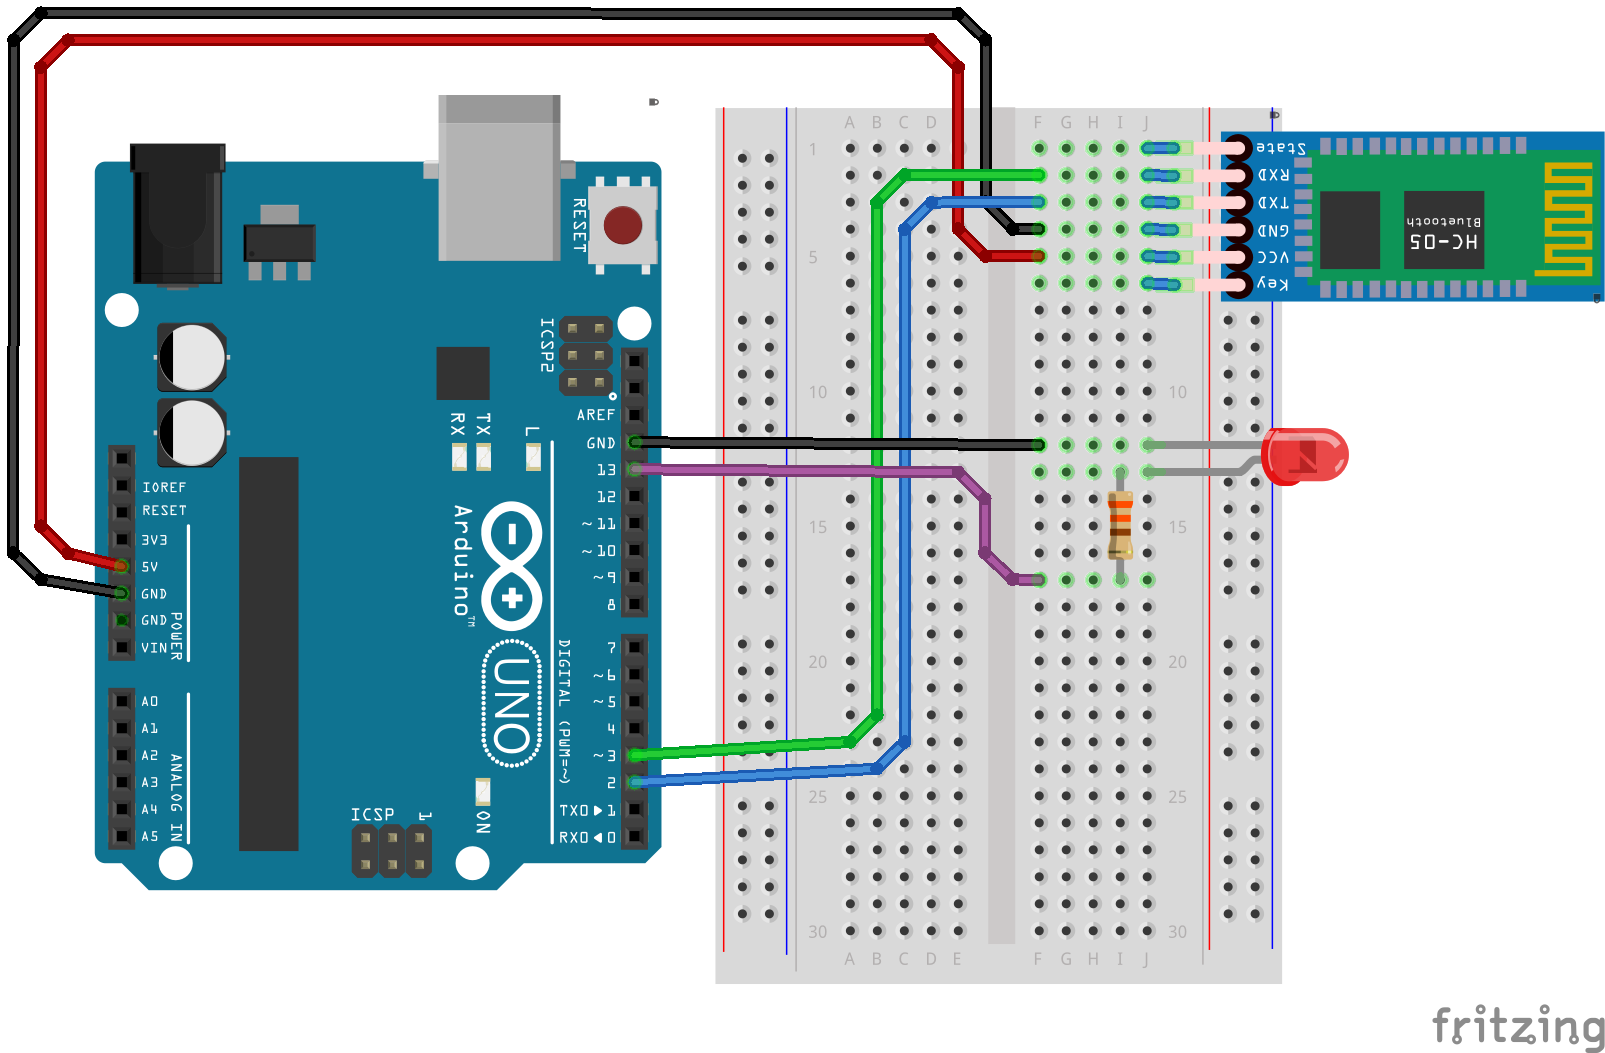 RESET
ICSP2
AREF
GND
13
12
~11
~10
~9
8
7
~6
~5
4
~3
2
TX0▶1
RX0◀0
DIGITAL (PWM=~)
RX
TX
L
Arduino™
UNO
ON
ICSP
1
IOREF
RESET
3V3
5V
GND
GND
VIN
POWER
A0
A1
A2
A3
A4
A5
ANALOG IN
A B C D F G H I J
1
5
10 10
15 15
20 20
25 25
30 30
A B C D E F G H I J
State
RXD
TXD
GND
VCC
Key
HC-05
Bluetooth
fritzing